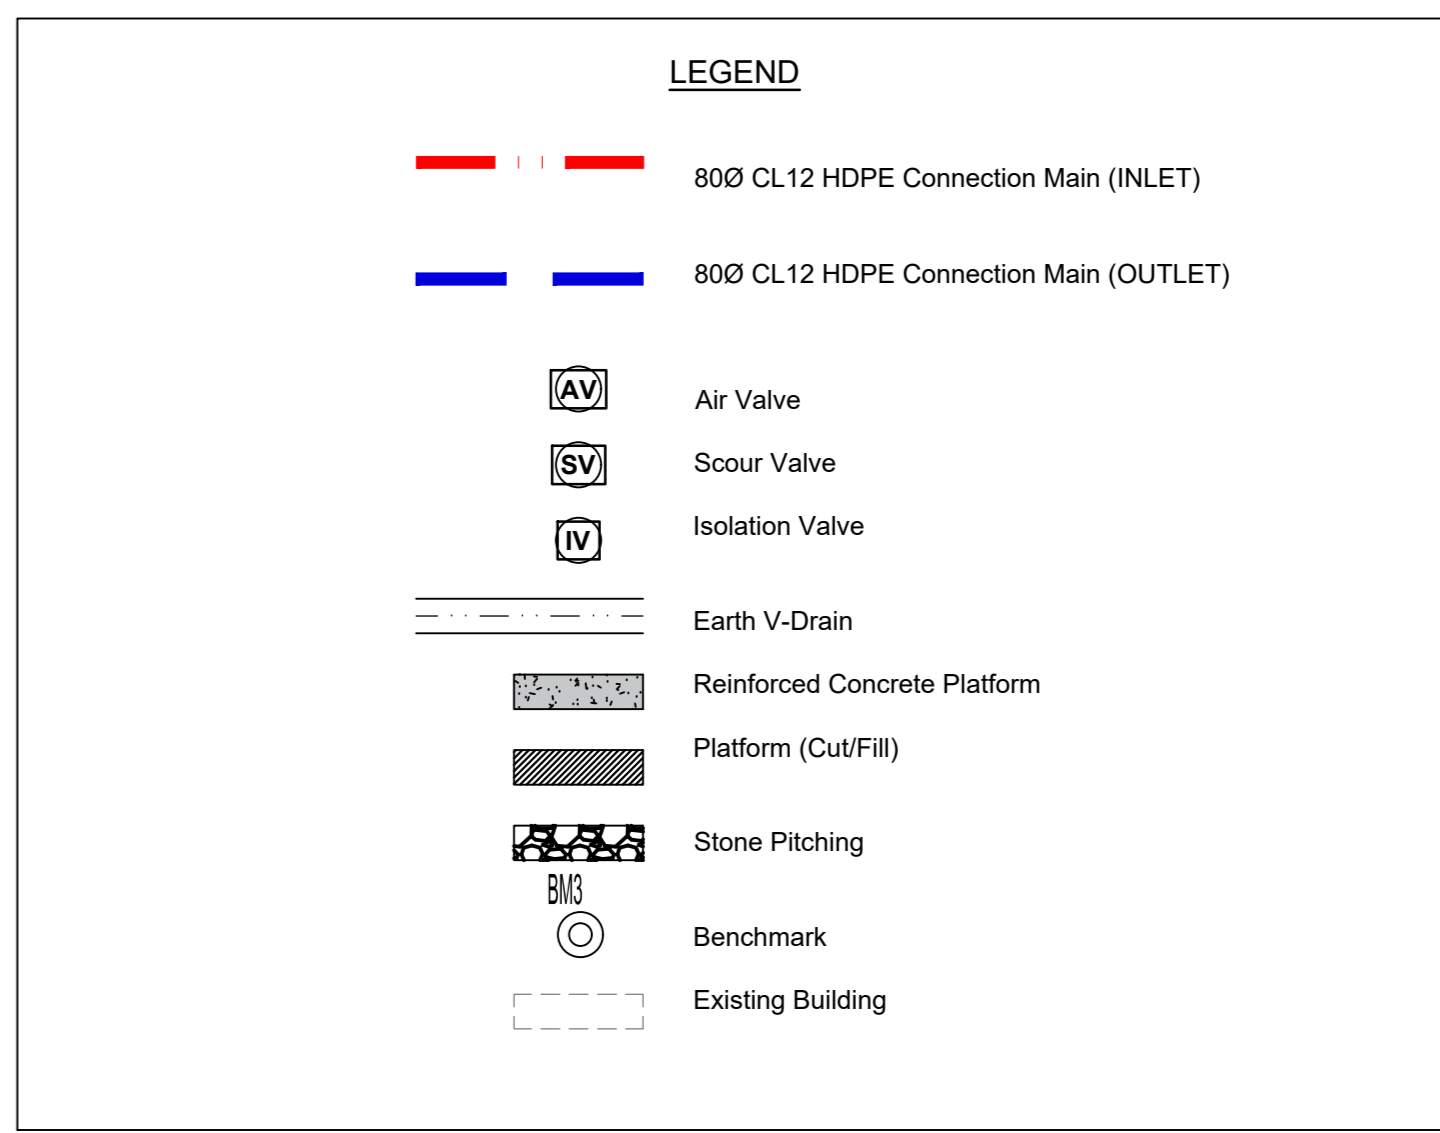 LEGEND
80Ø CL12 HDPE Connection Main (INLET)
80Ø CL12 HDPE Connection Main (OUTLET)
AV Air Valve
SV Scour Valve
IV Isolation Valve
Earth V-Drain
Reinforced Concrete Platform
Platform (Cut/Fill)
Stone Pitching
BM3
Benchmark
Existing Building